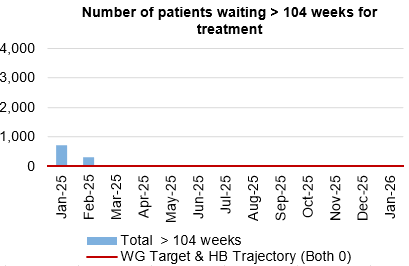 Number of patients waiting > 104 weeks for
treatment
4,000
3,000
2,000
1,000
0
Jan-25
Feb-25
Mar-25
Apr-25
May-25
Jun-25
Jul-25
Aug-25
Sep-25
Oct-25
Nov-25
Dec-25
Jan-26
Total > 104 weeks
WG Target & HB Trajectory (Both 0)